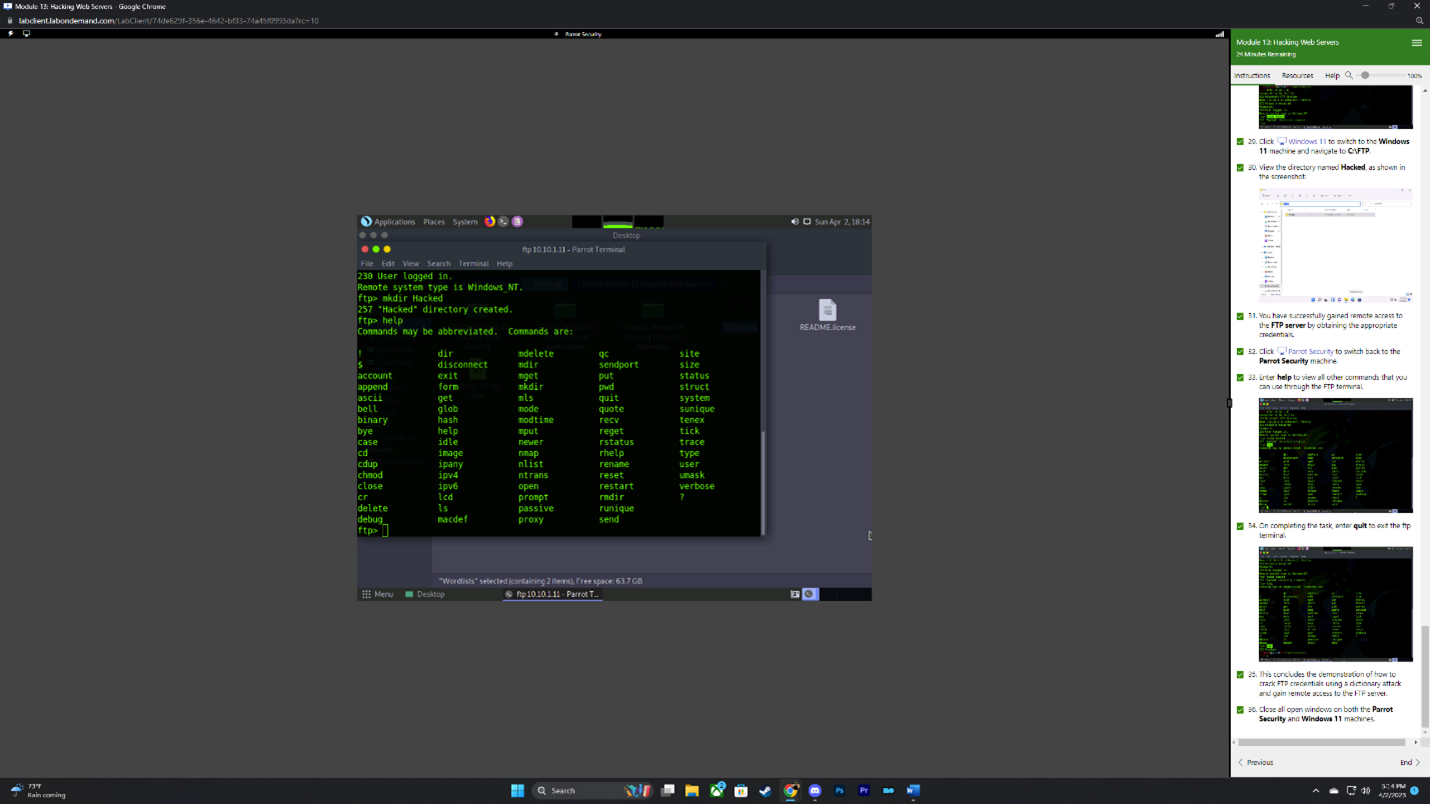 Module 13: Hacking Web Servers - Google Chrome
labclient.labondemand.com/LabClient/74de629f-356e-4642-bf33-74a45f0993da?rc=10
Parrot Security
Applications Places System
Sun Apr 2, 18:14
Desktop
ftp 10.10.1.11 - Parrot Terminal
File Edit View Search Terminal Help
230 User logged in.
Remote system type is Windows_NT.
ftp> mkdir Hacked
257 "Hacked" directory created.
ftp> help
Commands may be abbreviated. Commands are:
! dir mdelete qc site
$ disconnect mdir sendport size
account exit mget put status
append form mkdir pwd struct
ascii get mls quit system
bell glob mode quote sunique
binary hash modtime recv tenex
bye help mput reget tick
case idle newer rstatus trace
cd image nmap rhelp type
cdup ipany nlist rename user
chmod ipv4 ntrans reset umask
close ipv6 open restart verbose
cr lcd prompt rmdir ?
delete ls passive runique
debug macdef proxy send
ftp>
README.license
"Wordlists" selected (containing 2 items), Free space: 63.7 GB
Menu Desktop ftp 10.10.1.11 - Parrot T...
Module 13: Hacking Web Servers
24 Minutes Remaining
Instructions Resources Help 100%
29. Click Windows 11 to switch to the Windows
11 machine and navigate to C:\FTP.
30. View the directory named Hacked, as shown in
the screenshot:
31. You have successfully gained remote access to
the FTP server by obtaining the appropriate
credentials.
32. Click Parrot Security to switch back to the
Parrot Security machine.
33. Enter help to view all other commands that you
can use through the FTP terminal.
34. On completing the task, enter quit to exit the ftp
terminal.
35. This concludes the demonstration of how to
crack FTP credentials using a dictionary attack
and gain remote access to the FTP server.
36. Close all open windows on both the Parrot
Security and Windows 11 machines.
Previous End
73°F
Rain coming
Search
5:14 PM
4/2/2023